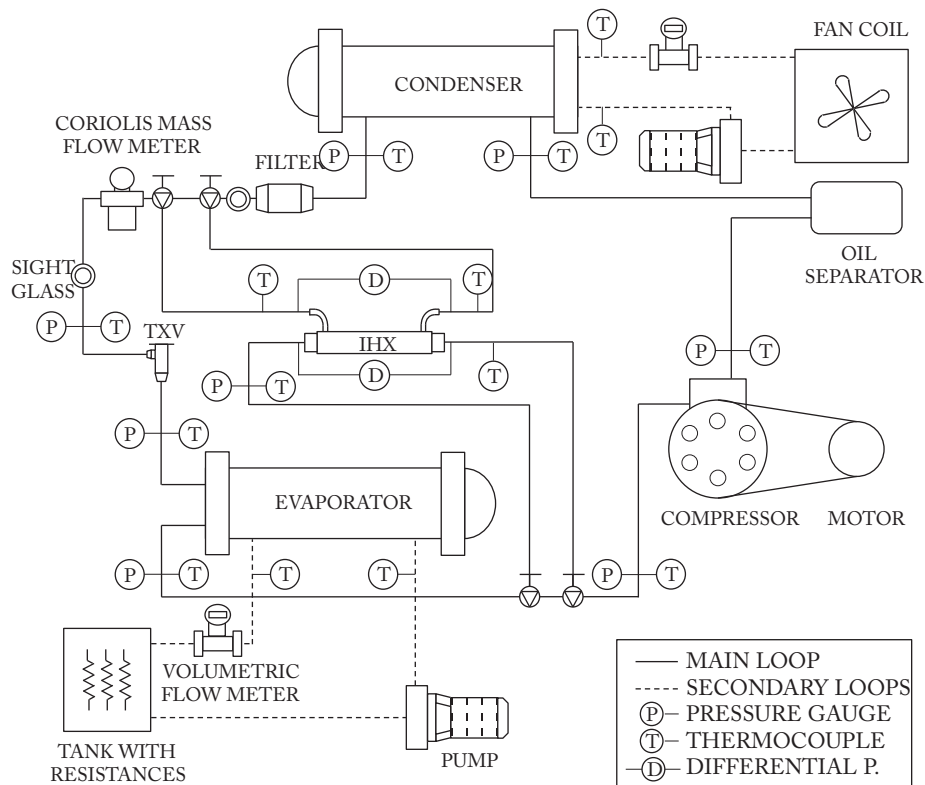 FAN COIL
T
CONDENSER
CORIOLIS MASS
FLOW METER
FILTER
P
T
P
T
T
OIL
SEPARATOR
SIGHT
GLASS
T
D
T
P
T
TXV
IHX
P
T
D
T
P
T
P
T
EVAPORATOR
COMPRESSOR
MOTOR
P
T
T
T
P
T
VOLUMETRIC
FLOW METER
TANK WITH
RESISTANCES
PUMP
MAIN LOOP
SECONDARY LOOPS
P PRESSURE GAUGE
T THERMOCOUPLE
D DIFFERENTIAL P.